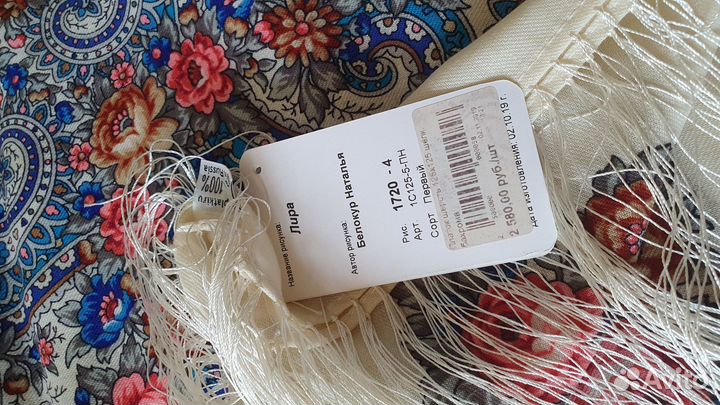 Название рисунка:
Лира
Автор рисунка:
Белокур Наталья
Рис. 1720 - 4
Арт 1С125-5-ПН
Сорт Первый
2 580,00 руб./шт
Дата изготовления: 02.10.19 г.
100%
Russia
Avito